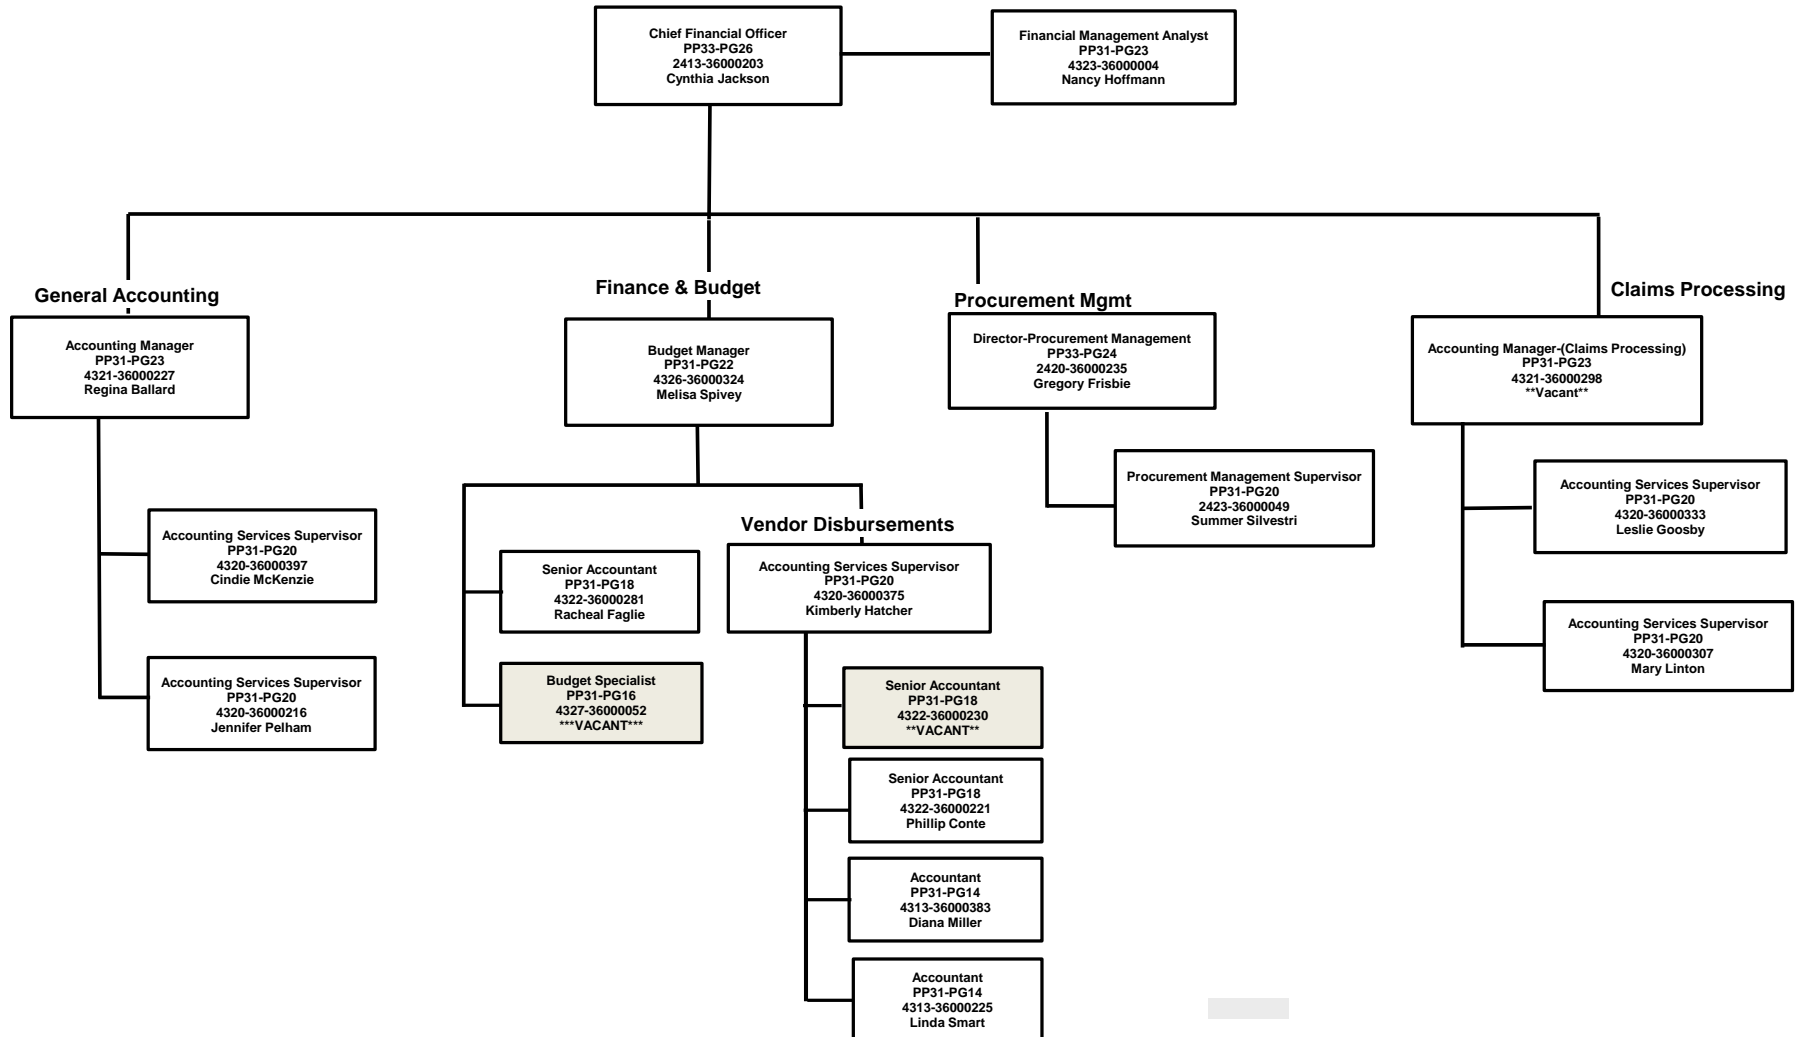 Chief Financial Officer
PP33-PG26
2413-36000203
Cynthia Jackson
Financial Management Analyst
PP31-PG23
4323-36000004
Nancy Hoffmann
General Accounting
Accounting Manager
PP31-PG23
4321-36000227
Regina Ballard
Accounting Services Supervisor
PP31-PG20
4320-36000397
Cindie McKenzie
Accounting Services Supervisor
PP31-PG20
4320-36000216
Jennifer Pelham
Finance & Budget
Budget Manager
PP31-PG22
4326-36000324
Melisa Spivey
Senior Accountant
PP31-PG18
4322-36000281
Racheal Faglie
Budget Specialist
PP31-PG16
4327-36000052
***VACANT***
Vendor Disbursements
Accounting Services Supervisor
PP31-PG20
4320-36000375
Kimberly Hatcher
Senior Accountant
PP31-PG18
4322-36000230
**VACANT**
Senior Accountant
PP31-PG18
4322-36000221
Phillip Conte
Accountant
PP31-PG14
4313-36000383
Diana Miller
Accountant
PP31-PG14
4313-36000225
Linda Smart
Procurement Mgmt
Director-Procurement Management
PP33-PG24
2420-36000235
Gregory Frisbie
Procurement Management Supervisor
PP31-PG20
2423-36000049
Summer Silvestri
Claims Processing
Accounting Manager-(Claims Processing)
PP31-PG23
4321-36000298
**Vacant**
Accounting Services Supervisor
PP31-PG20
4320-36000333
Leslie Goosby
Accounting Services Supervisor
PP31-PG20
4320-36000307
Mary Linton